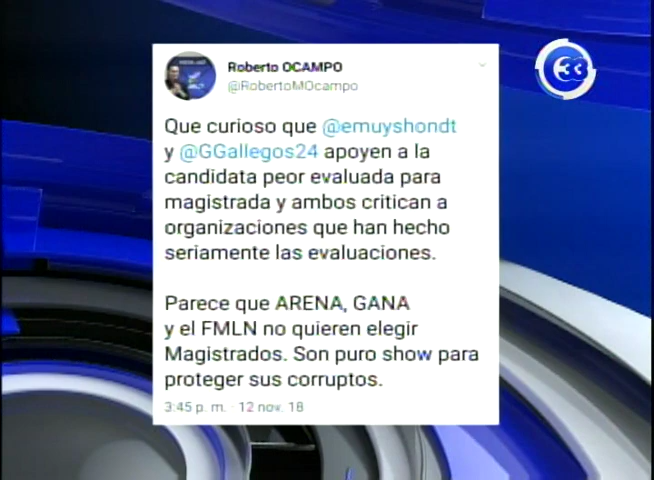 Roberto OCAMPO
@RobertoMOcampo
33
Que curioso que @emuyshondt
y @GGallegos24 apoyen a la
candidata peor evaluada para
magistrada y ambos critican a
organizaciones que han hecho
seriamente las evaluaciones.
Parece que ARENA, GANA
y el FMLN no quieren elegir
Magistrados. Son puro show para
proteger sus corruptos.
3:45 p. m. · 12 nov. 18